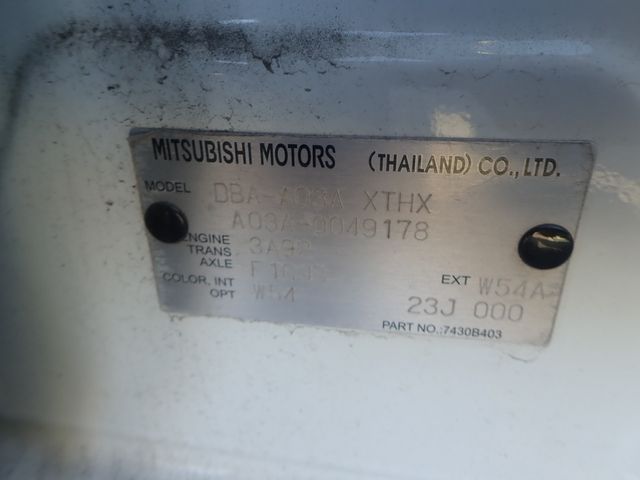 MITSUBISHI MOTORS (THAILAND) CO., LTD.
MODEL DBA-A03A XTHX
A03A-0049178
ENGINE 3A92
TRANS
AXLE
COLOR, INT W54 EXT W54A
OPT 23J 000
PART NO.:7430B403